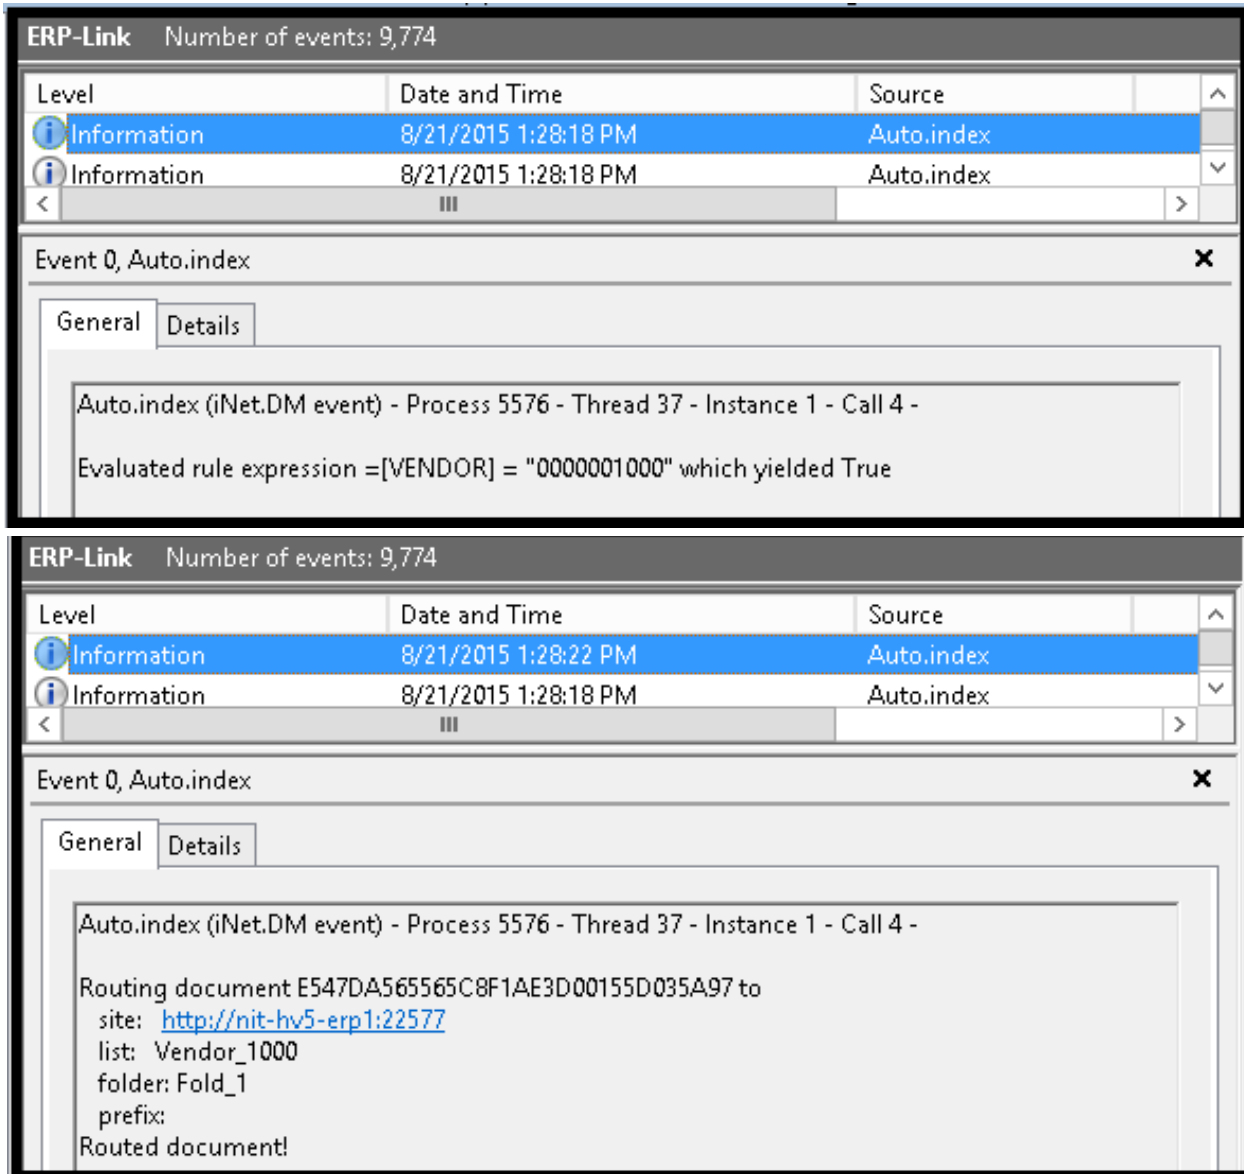 ERP-Link Number of events: 9,774
Level Date and Time Source
Information 8/21/2015 1:28:18 PM Auto.index
Information 8/21/2015 1:28:18 PM Auto.index
Event 0, Auto.index
General Details
Auto.index (iNet.DM event) - Process 5576 - Thread 37 - Instance 1 - Call 4 -
Evaluated rule expression =[VENDOR] = "0000001000" which yielded True
ERP-Link Number of events: 9,774
Level Date and Time Source
Information 8/21/2015 1:28:22 PM Auto.index
Information 8/21/2015 1:28:18 PM Auto.index
Event 0, Auto.index
General Details
Auto.index (iNet.DM event) - Process 5576 - Thread 37 - Instance 1 - Call 4 -
Routing document E547DA565565C8F1AE3D00155D035A97 to
site: http://nit-hv5-erp1:22577
list: Vendor_1000
folder: Fold_1
prefix:
Routed document!